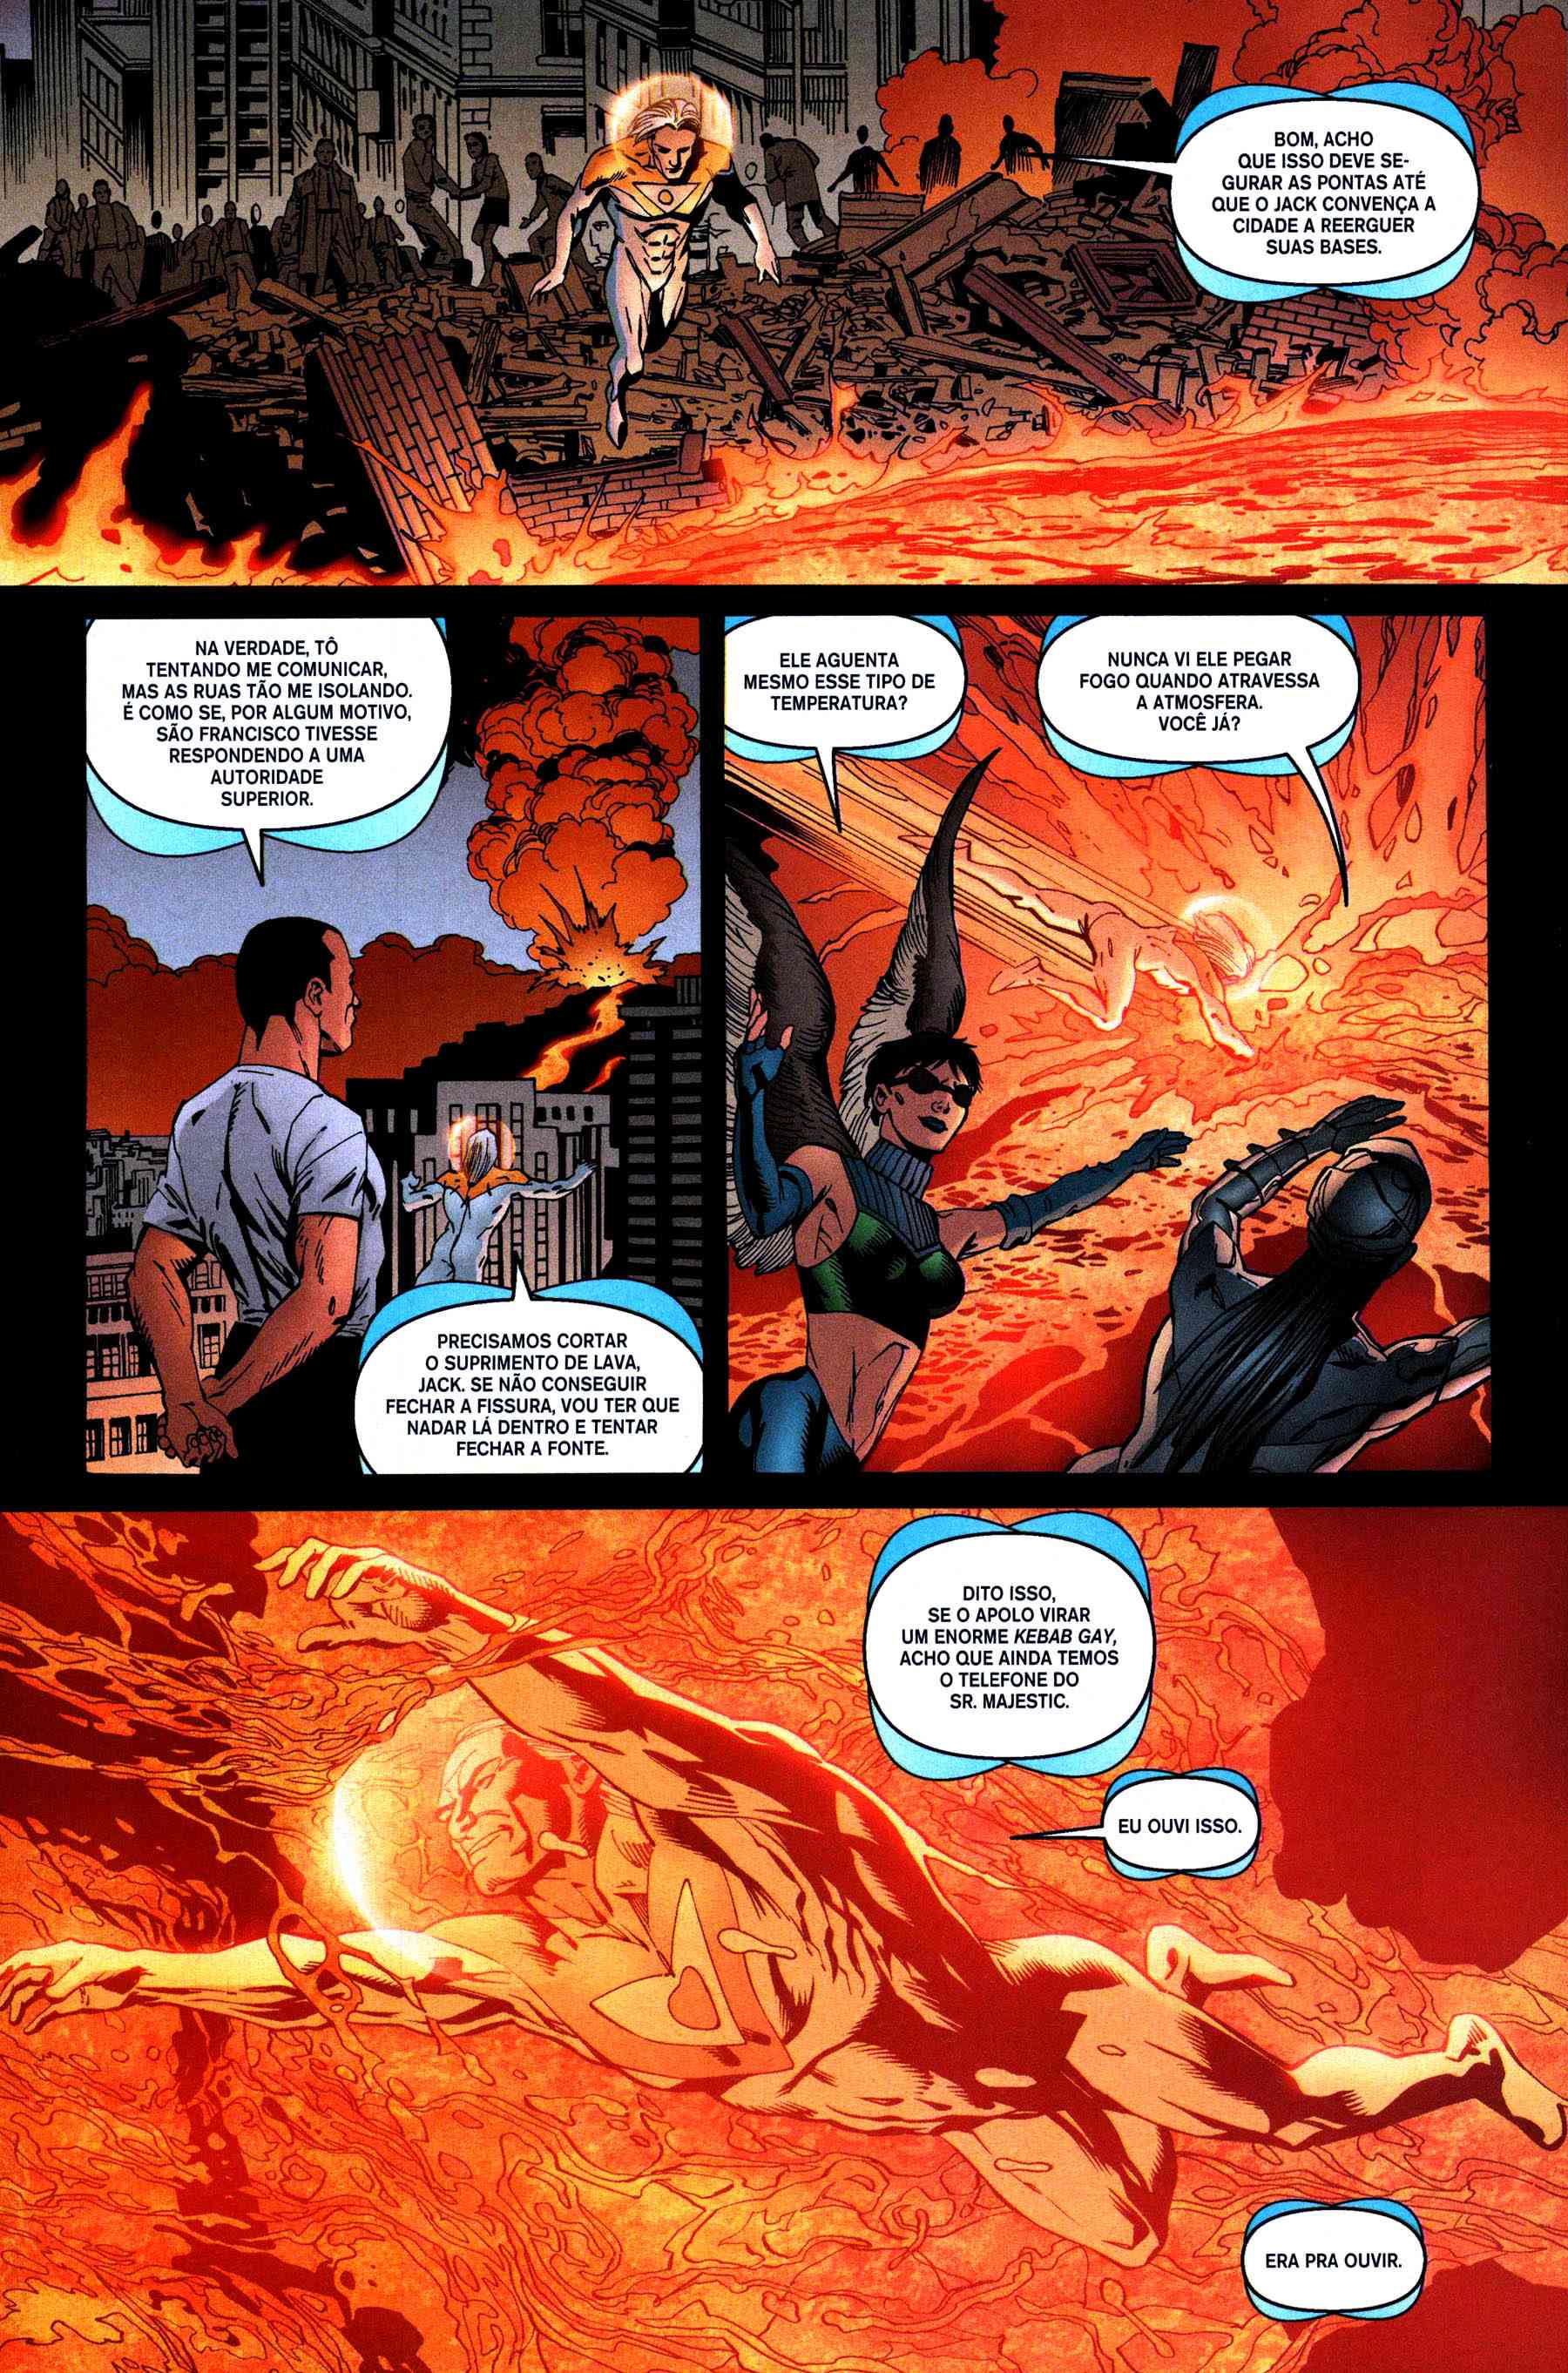 BOM, ACHO
QUE ISSO DEVE SE-
GURAR AS PONTAS ATÉ
QUE O JACK CONVENÇA A
CIDADE A REERGUER
SUAS BASES.
NA VERDADE, TÔ
TENTANDO ME COMUNICAR,
MAS AS RUAS TÃO ME ISOLANDO.
É COMO SE, POR ALGUM MOTIVO,
SÃO FRANCISCO TIVESSE
RESPONDENDO A UMA
AUTORIDADE
SUPERIOR.
PRECISAMOS CORTAR
O SUPRIMENTO DE LAVA,
JACK. SE NÃO CONSEGUIR
FECHAR A FISSURA, VOU TER QUE
NADAR LÁ DENTRO E TENTAR
FECHAR A FONTE.
ELE AGUENTA
MESMO ESSE TIPO DE
TEMPERATURA?
NUNCA VI ELE PEGAR
FOGO QUANDO ATRAVESSA
A ATMOSFERA.
VOCÊ JÁ?
DITO ISSO,
SE O APOLO VIRAR
UM ENORME KEBAB GAY,
ACHO QUE AINDA TEMOS
O TELEFONE DO
SR. MAJESTIC.
EU OUVI ISSO.
ERA PRA OUVIR.